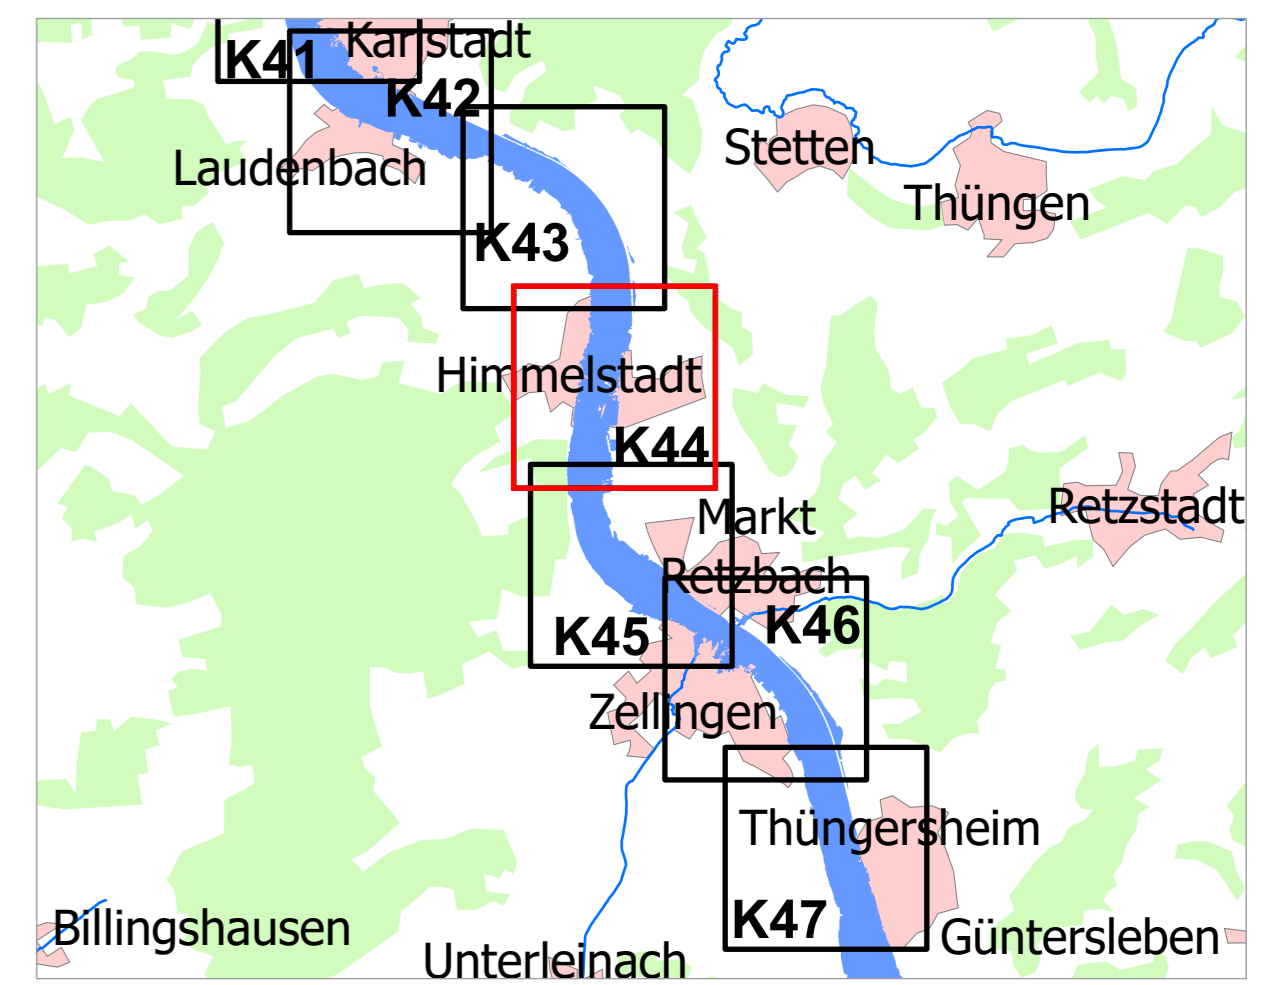 Karlstadt
K41
K42
Stetten
Laudenbach
Thüngen
K43
Himmelstadt
K44
Retzstadt
Markt
Retzbach
K46
K45
Zellingen
Thüngersheim
K47
Billingshausen
Güntersleben
Unterleinach